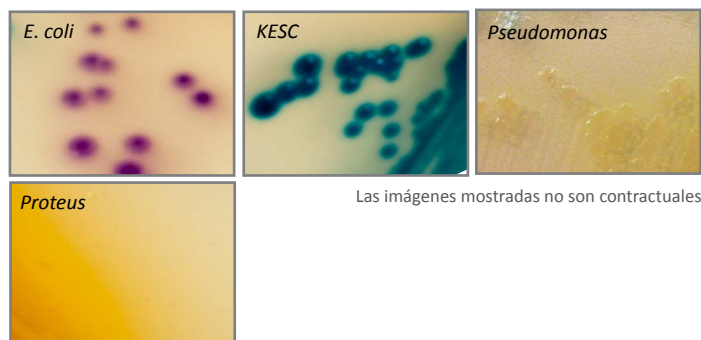 E. coli
KESC
Pseudomonas
Las imágenes mostradas no son contractuales
Proteus